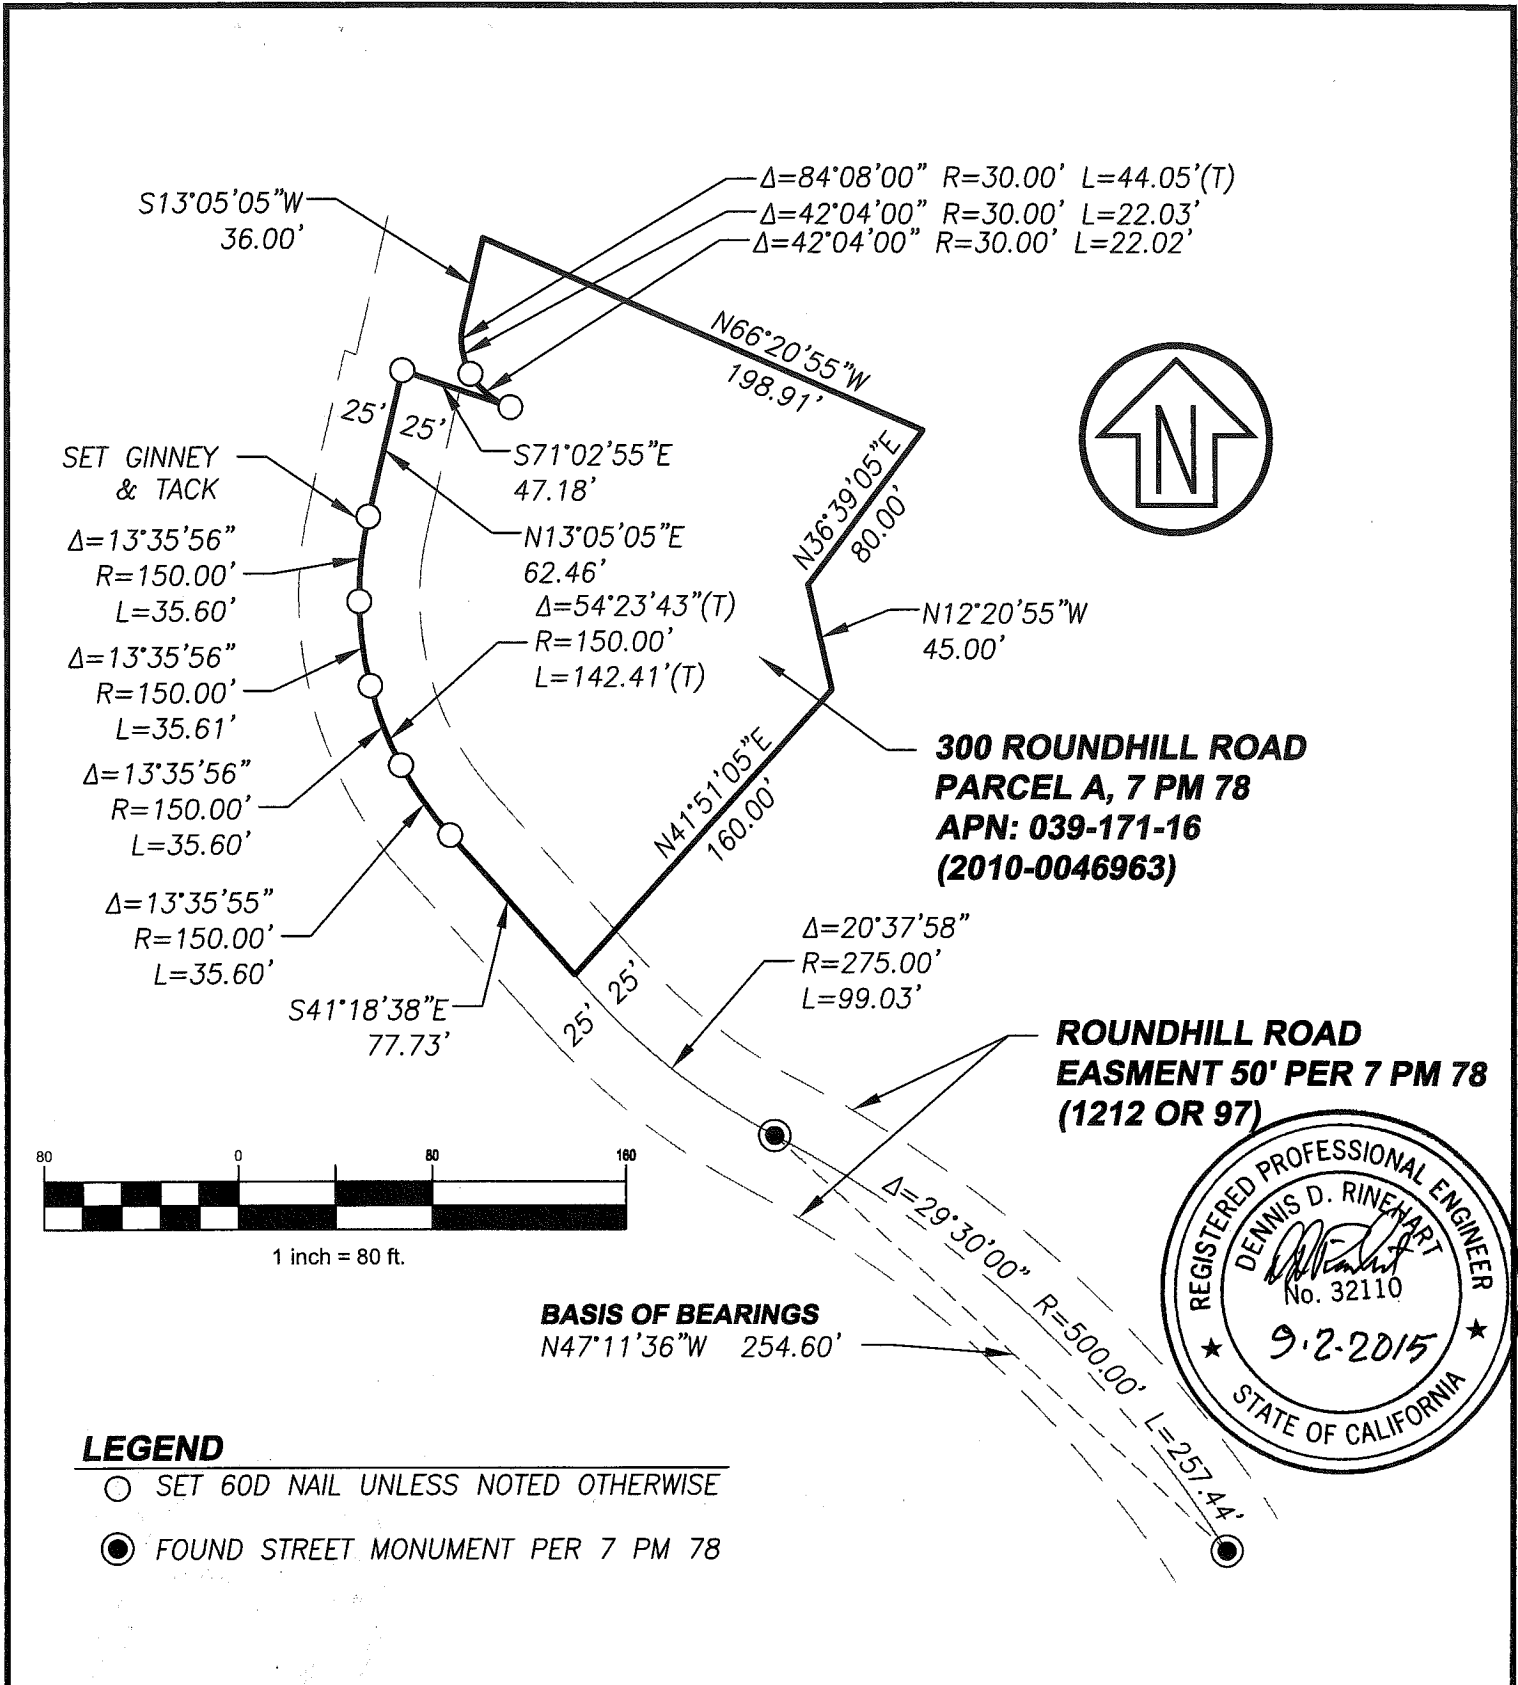 Δ=84°08'00" R=30.00' L=44.05'(T)
Δ=42°04'00" R=30.00' L=22.03'
Δ=42°04'00" R=30.00' L=22.02'
S13°05'05"W
36.00'
N66°20'55"W
198.91'
N
25' 25'
SET GINNEY
& TACK
S71°02'55"E
47.18'
N36°39'05"E
80.00'
N13°05'05"E
62.46'
Δ=13°35'56"
R=150.00'
L=35.60'
Δ=54°23'43"(T)
R=150.00'
L=142.41'(T)
N12°20'55"W
45.00'
Δ=13°35'56"
R=150.00'
L=35.61'
Δ=13°35'56"
R=150.00'
L=35.60'
N41°51'05"E
160.00'
300 ROUNDHILL ROAD
PARCEL A, 7 PM 78
APN: 039-171-16
(2010-0046963)
Δ=13°35'55"
R=150.00'
L=35.60'
Δ=20°37'58"
R=275.00'
L=99.03'
S41°18'38"E
77.73'
25' 25'
ROUNDHILL ROAD
EASMENT 50' PER 7 PM 78
(1212 OR 97)
80 0 80 160
1 inch = 80 ft.
Δ=29°30'00" R=500.00' L=257.44'
REGISTERED PROFESSIONAL ENGINEER
DENNIS D. RINEHART
No. 32110
9-2-2015
STATE OF CALIFORNIA
BASIS OF BEARINGS
N47°11'36"W 254.60'
LEGEND
SET 60D NAIL UNLESS NOTED OTHERWISE
FOUND STREET MONUMENT PER 7 PM 78